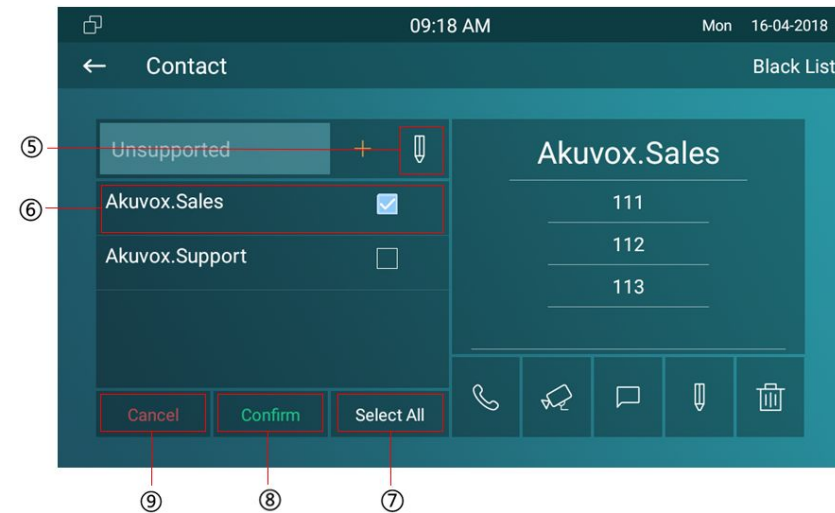 09:18 AM Mon 16-04-2018
Contact Black List
⑤ Unsupported + Akuvox.Sales
⑥ Akuvox.Sales 111
112
Akuvox.Support
113
Cancel Confirm Select All
⑨ ⑧ ⑦